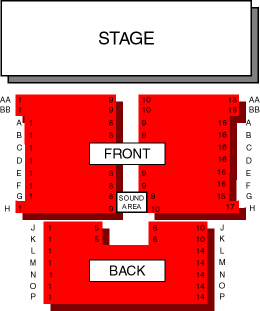 STAGE
AA 1 9 10 18 AA
BB 1 9 10 18 BB
A 1 8 9 16 A
B 1 8 9 16 B
C 1 8 9 16 C
D 1 8 9 16 D
E 1 8 9 16 E
F 1 8 9 16 F
G 1 8 9 15 G
H 1 9 10 17 H
FRONT
SOUND
AREA
J 1 5 6 10 J
K 1 5 6 10 K
L 1 14 L
M 1 14 M
N 1 14 N
O 1 14 O
P 1 14 P
BACK